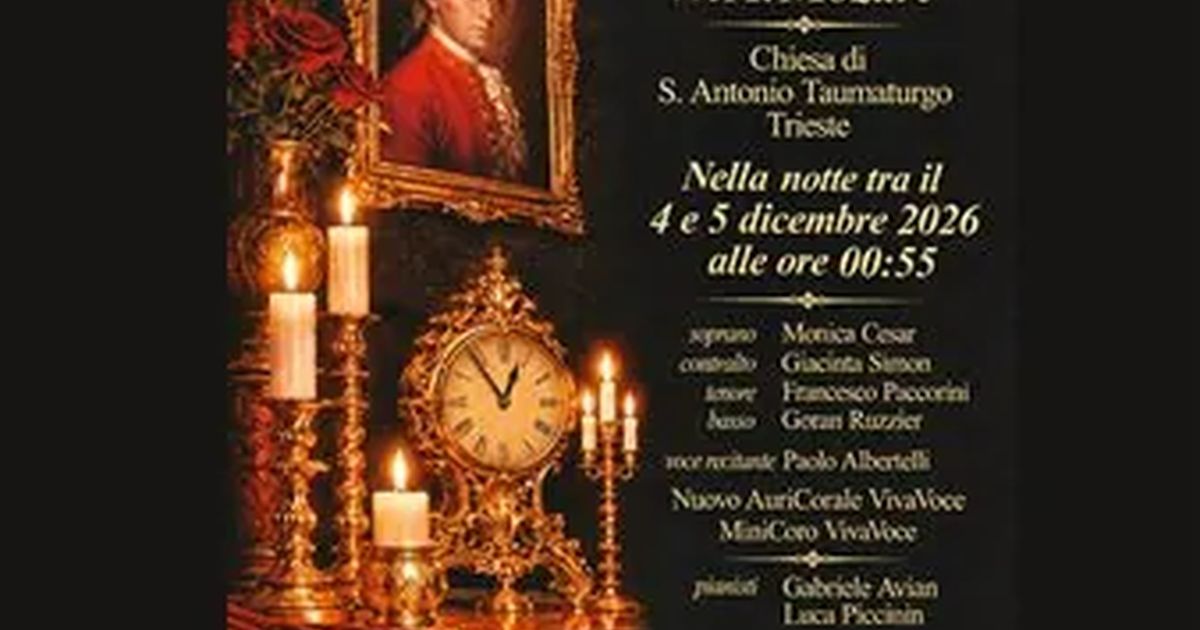 Chiesa di
S. Antonio Taumaturgo
Trieste
Nella notte tra il
4 e 5 dicembre 2026
alle ore 00:55
soprano Monica Cesar
contralto Giacinta Simon
tenore Francesco Paccorini
basso Goran Ruzzier
voce recitante Paolo Albertelli
Nuovo AuriCorale VivaVoce
MiniCoro VivaVoce
pianisti Gabriele Avian
Luca Piccinin